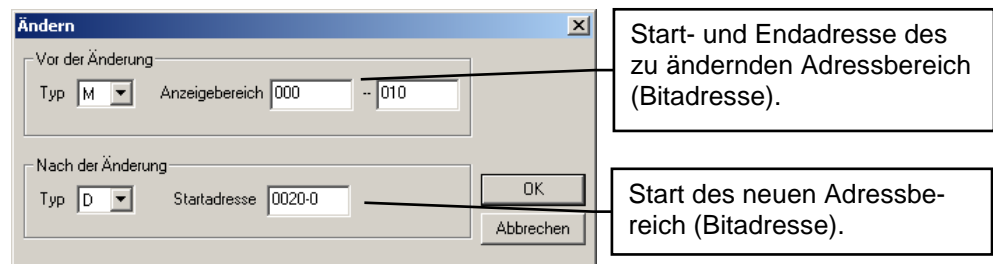 Ändern
Vor der Änderung
Typ M Anzeigebereich 000 -- 010
Nach der Änderung
Typ D Startadresse 0020-0
OK
Abbrechen
Start- und Endadresse des
zu ändernden Adressbereich
(Bitadresse).
Start des neuen Adressbe-
reich (Bitadresse).